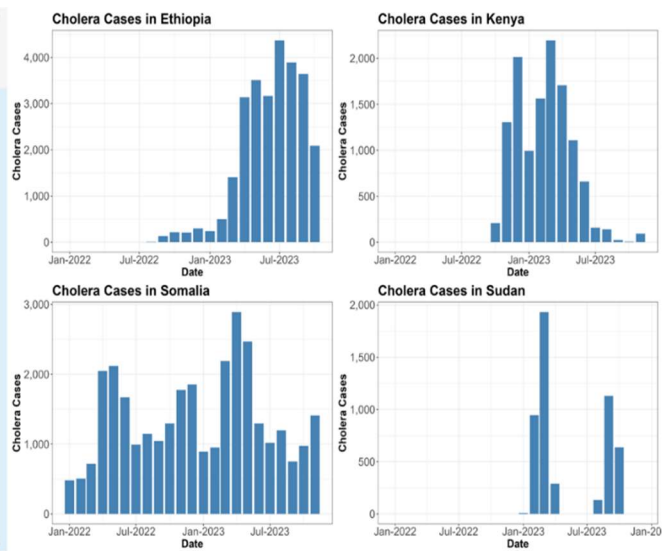 Cholera Cases in Ethiopia
Cholera Cases
4,000
3,000
2,000
1,000
0
Jan-2022 Jul-2022 Jan-2023 Jul-2023
Date
Cholera Cases in Kenya
Cholera Cases
2,000
1,500
1,000
500
0
Jan-2022 Jul-2022 Jan-2023 Jul-2023
Date
Cholera Cases in Somalia
Cholera Cases
3,000
2,000
1,000
0
Jan-2022 Jul-2022 Jan-2023 Jul-2023
Date
Cholera Cases in Sudan
Cholera Cases
2,000
1,500
1,000
500
0
Jan-2022 Jul-2022 Jan-2023 Jul-2023 Jan-20
Date